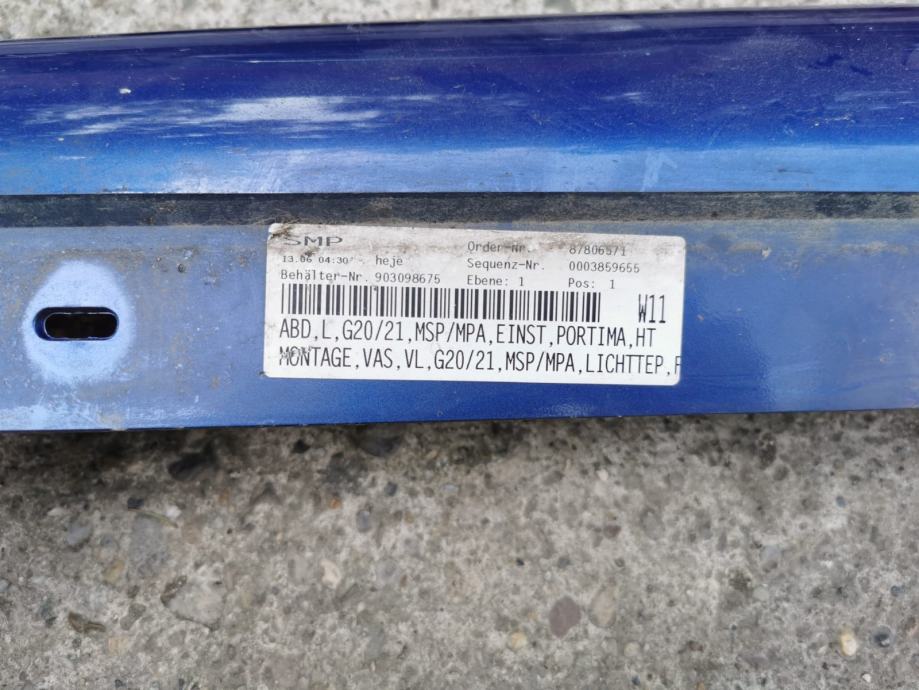 SMP
Order-Nr. 87806571
13.06 04:30 heje
Sequenz-Nr. 0003859655
Behälter-Nr. 903098675 Ebene: 1 Pos: 1
W11
ABD,L,G20/21,MSP/MPA,EINST,PORTIMA,HT
MONTAGE,VAS,VL,G20/21,MSP/MPA,LICHTTEP,F